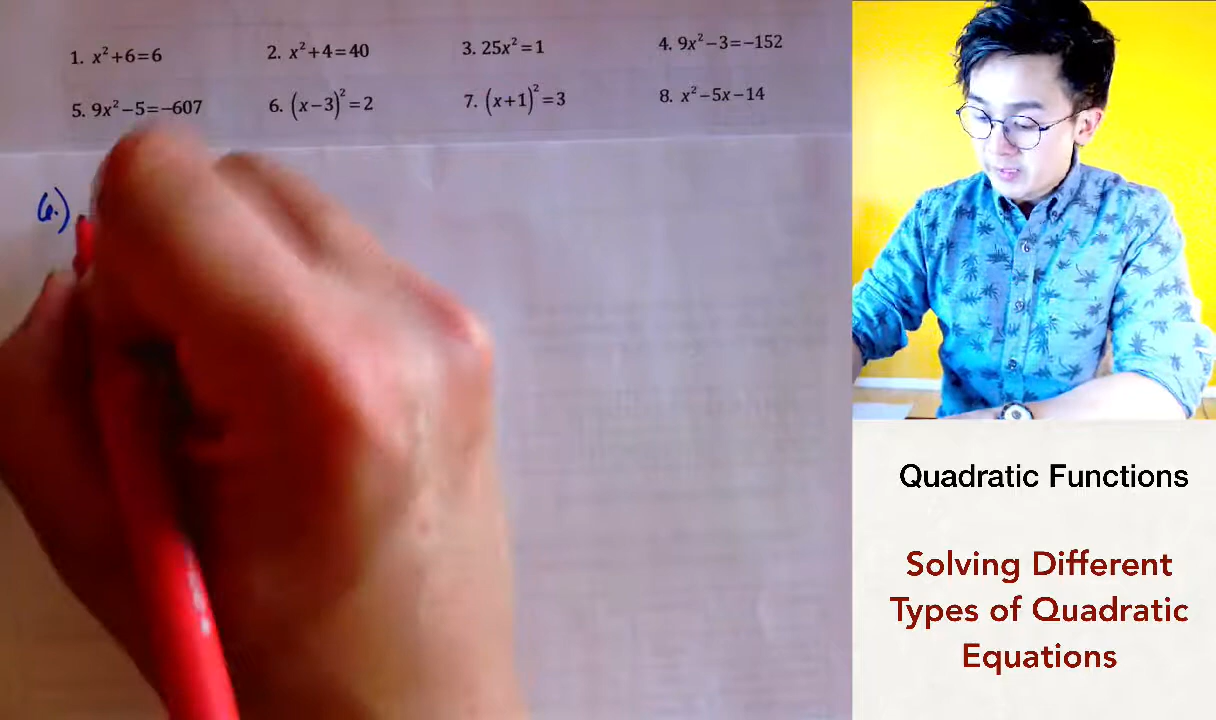 1. x²+6=6 2. x²+4=40 3. 25x²=1 4. 9x²−3=−152
5. 9x²−5=−607 6. (x−3)²=2 7. (x+1)²=3 8. x²−5x−14
6.)
Quadratic Functions
Solving Different
Types of Quadratic
Equations